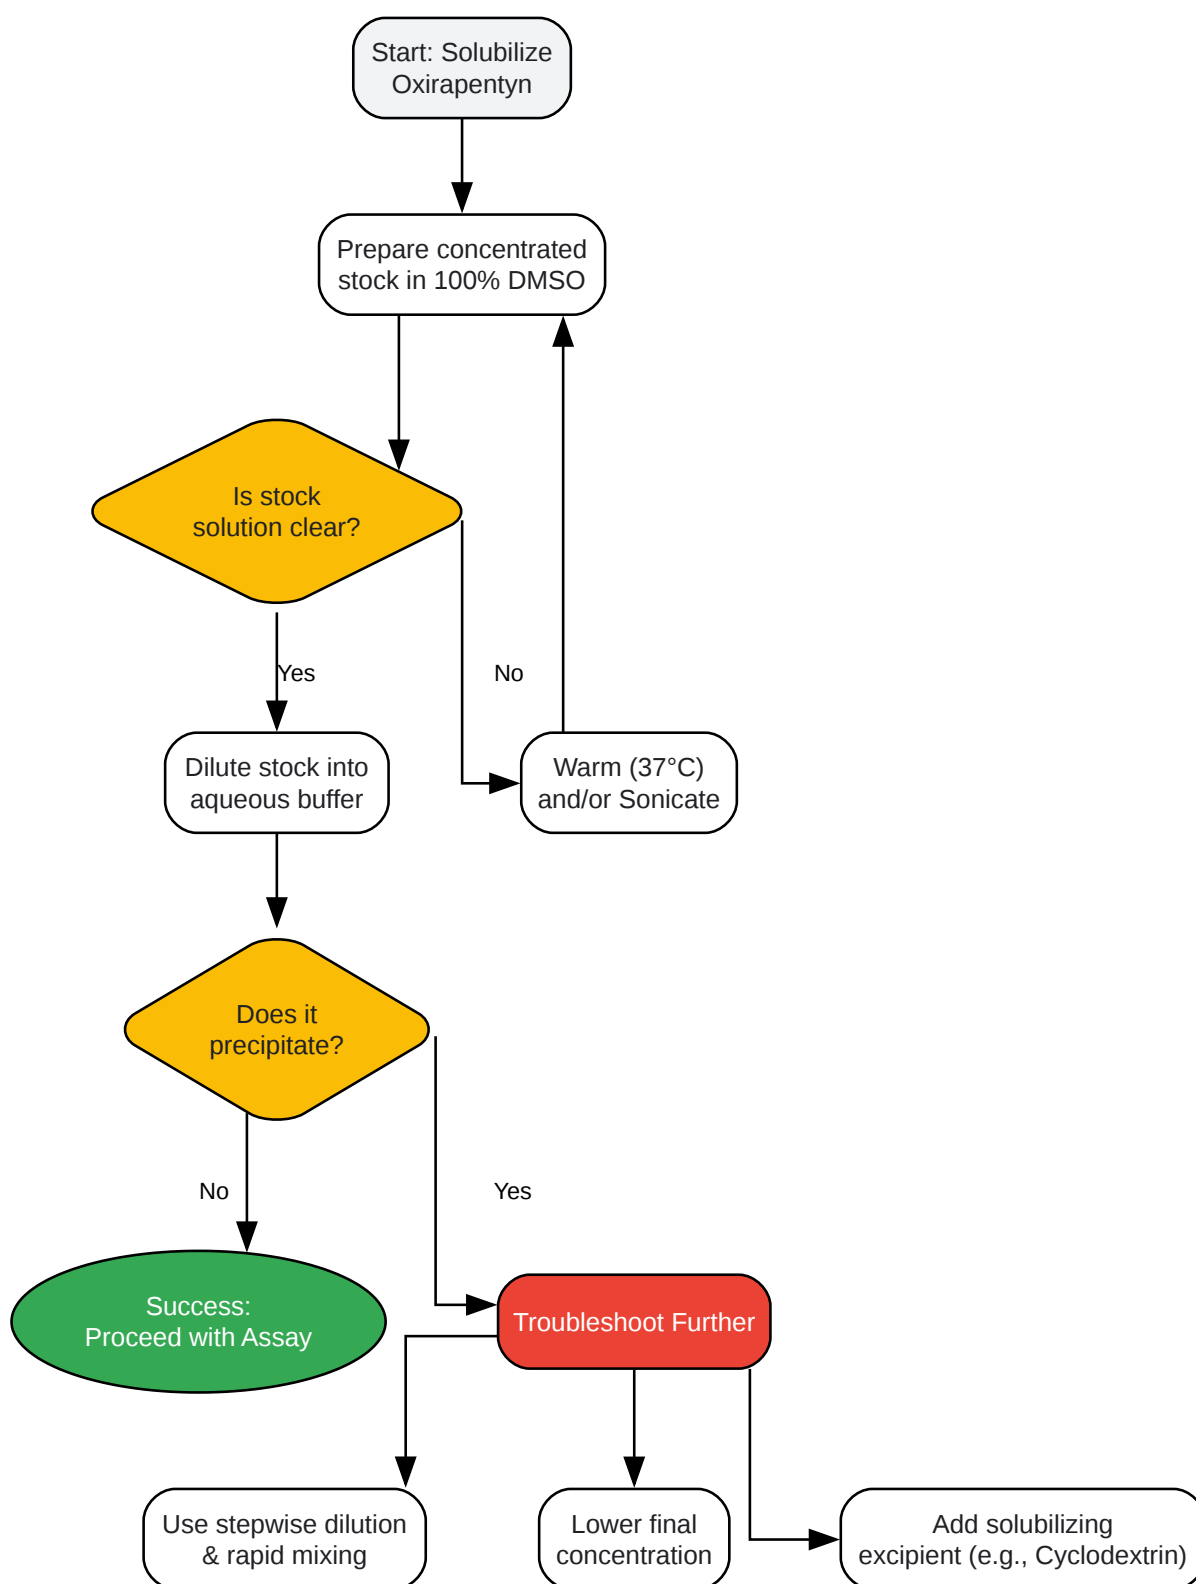 Start: Solubilize
Oxirapentyn
Prepare concentrated
stock in 100% DMSO
Is stock
solution clear?
Yes
No
Dilute stock into
aqueous buffer
Warm (37°C)
and/or Sonicate
Does it
precipitate?
No
Yes
Success:
Proceed with Assay
Troubleshoot Further
Use stepwise dilution
& rapid mixing
Lower final
concentration
Add solubilizing
excipient (e.g., Cyclodextrin)